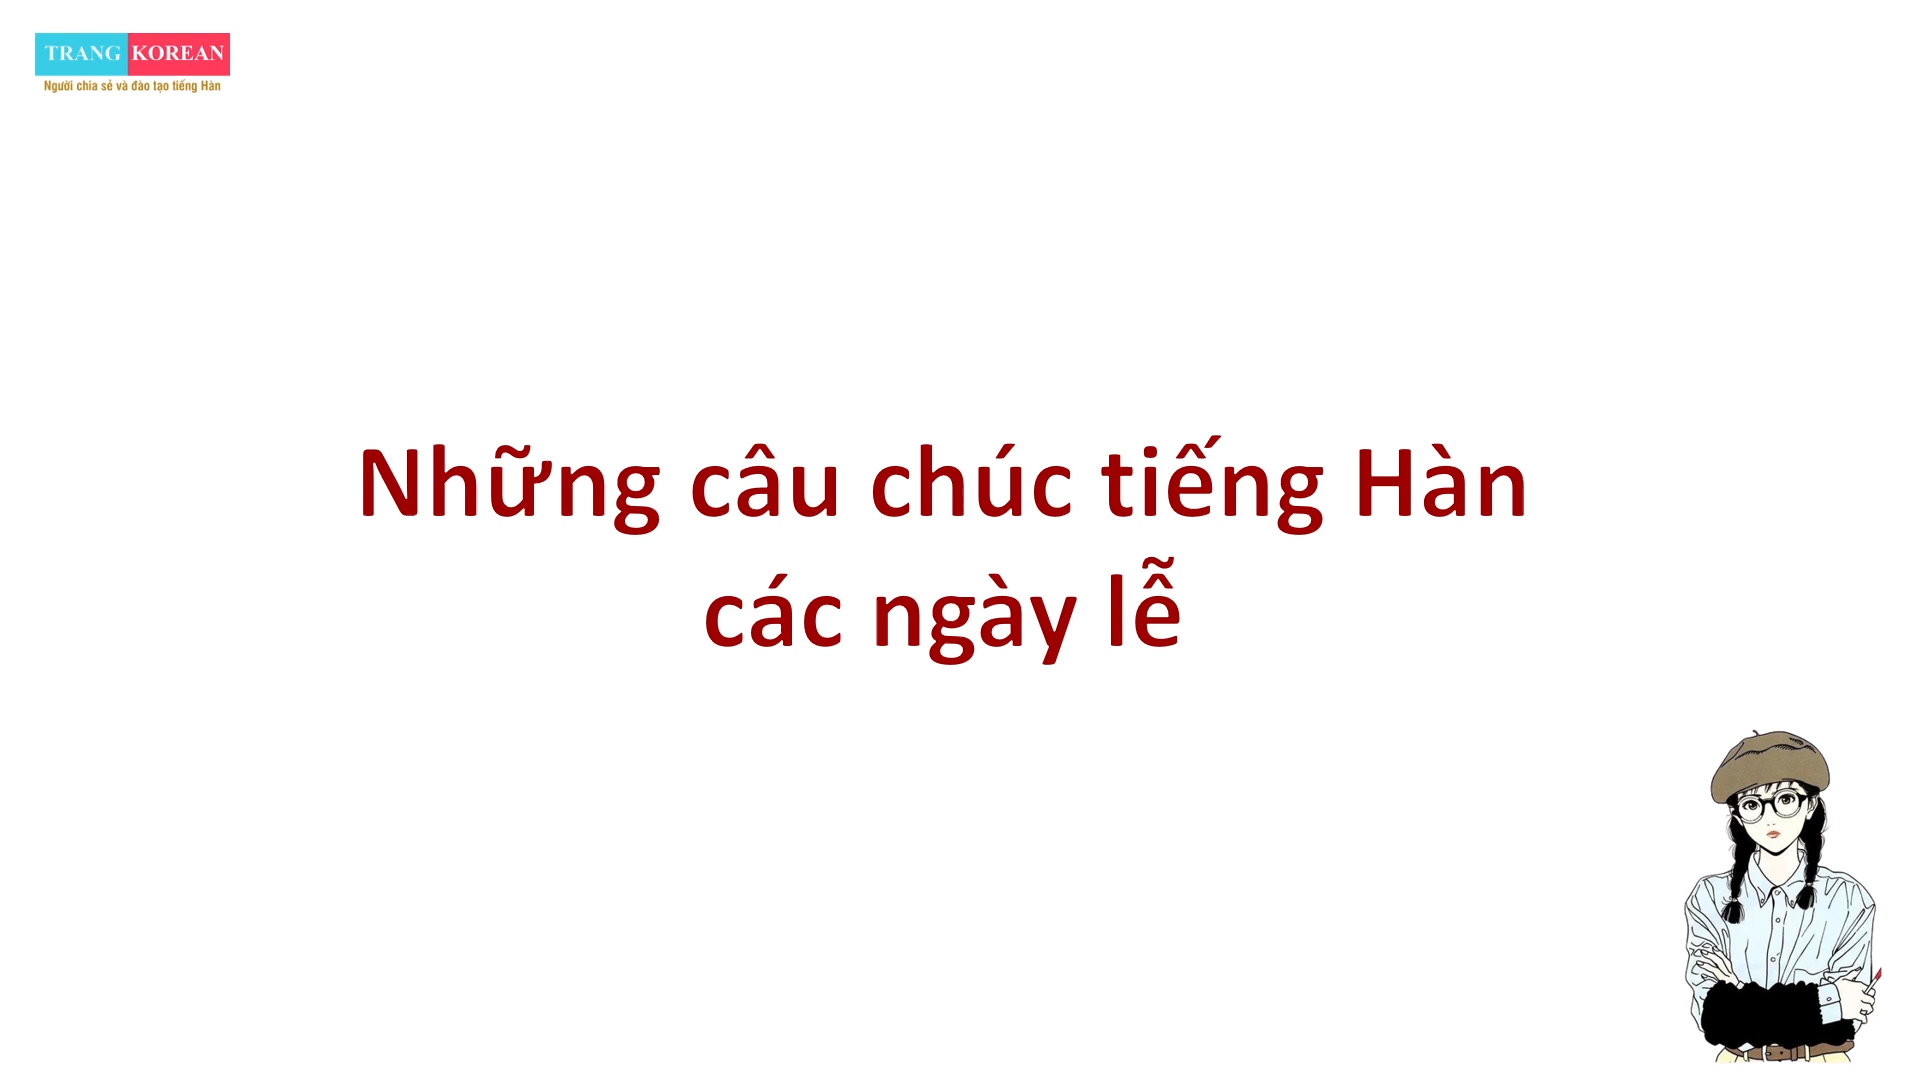 TRANG KOREAN
Người chia sẻ và đào tạo tiếng Hàn
Những câu chúc tiếng Hàn
các ngày lễ